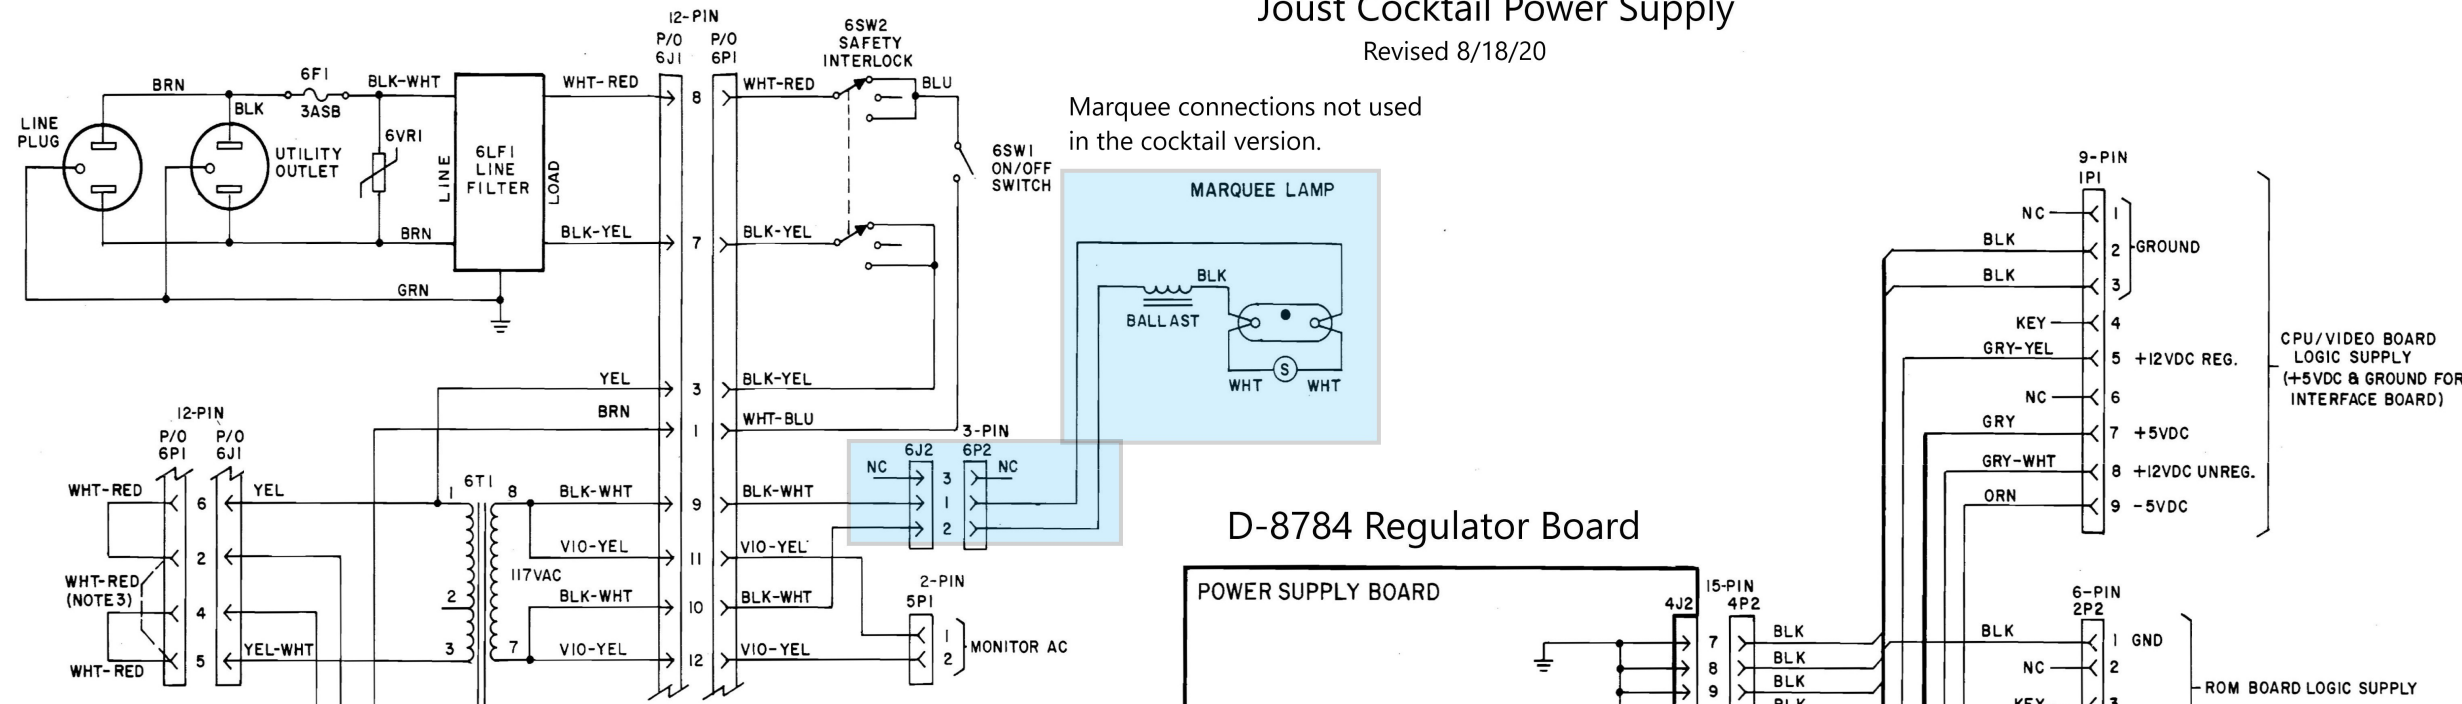 Joust Cocktail Power Supply
Revised 8/18/20
Marquee connections not used
in the cocktail version.
LINE
PLUG
BRN
BLK
UTILITY
OUTLET
6F1
3ASB
BLK-WHT
6VR1
BRN
GRN
LINE
6LF1
LINE
FILTER
LOAD
WHT-RED
BLK-YEL
12-PIN
P/O
6J1
P/O
6P1
8
7
3
1
9
11
10
12
WHT-RED
BLK-YEL
6SW2
SAFETY
INTERLOCK
BLU
6SW1
ON/OFF
SWITCH
YEL
BRN
BLK-YEL
WHT-BLU
MARQUEE LAMP
BLK
BALLAST
S
WHT
WHT
3-PIN
6J2
6P2
NC
3
NC
1
2
12-PIN
P/O
6P1
P/O
6J1
WHT-RED
6
YEL
2
WHT-RED
(NOTE3)
4
5
YEL-WHT
WHT-RED
6T1
1
8
2
117VAC
3
7
BLK-WHT
VIO-YEL
BLK-WHT
VIO-YEL
BLK-WHT
VIO-YEL
BLK-WHT
VIO-YEL
2-PIN
5P1
1
2
MONITOR AC
D-8784 Regulator Board
POWER SUPPLY BOARD
15-PIN
4J2
4P2
7
BLK
8
BLK
9
BLK
BLK
9-PIN
1P1
NC
1
BLK
2
GROUND
BLK
3
KEY
4
GRY-YEL
5
+12VDC REG.
NC
6
GRY
7
+5VDC
GRY-WHT
8
+12VDC UNREG.
ORN
9
-5VDC
CPU/VIDEO BOARD
LOGIC SUPPLY
(+5VDC & GROUND FOR
INTERFACE BOARD)
6-PIN
2P2
BLK
1
GND
NC
2
KEY
3
ROM BOARD LOGIC SUPPLY